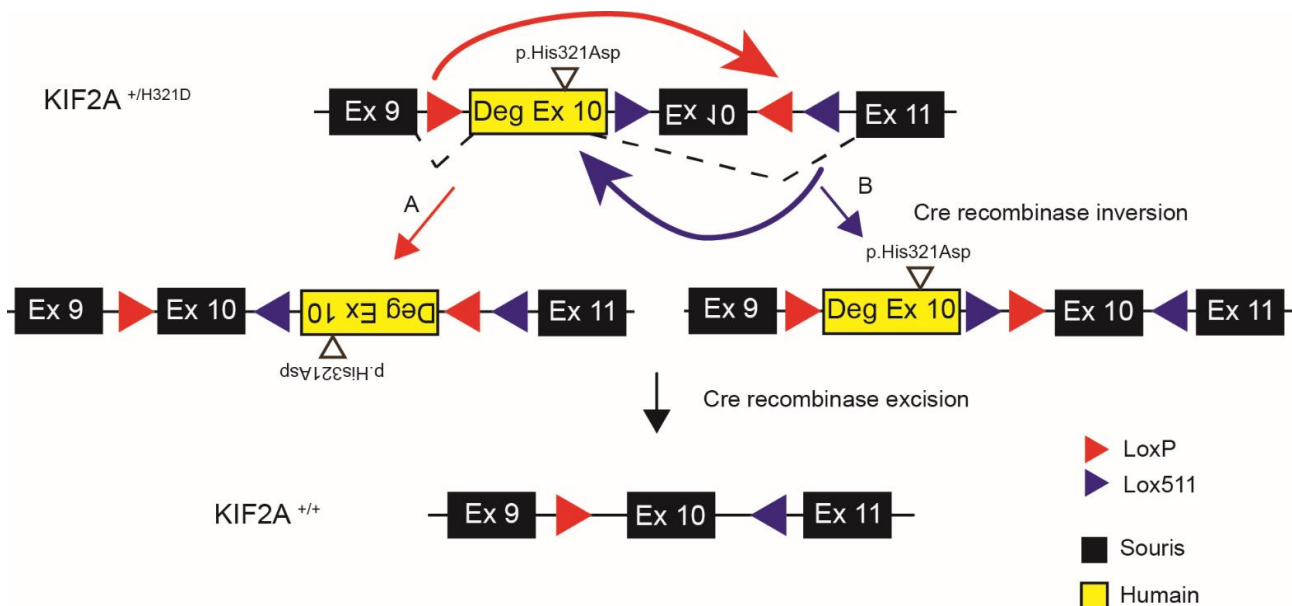 p.His321Asp
KIF2A +/H321D
Ex 9 Deg Ex 10 Ex 10 Ex 11
A B
Cre recombinase inversion
p.His321Asp
Ex 9 Ex 10 Deg Ex 10 Ex 11
Ex 9 Deg Ex 10 Ex 10 Ex 11
p.His321Asp
Cre recombinase excision
LoxP
Lox511
KIF2A +/+
Ex 9 Ex 10 Ex 11
Souris
Humain